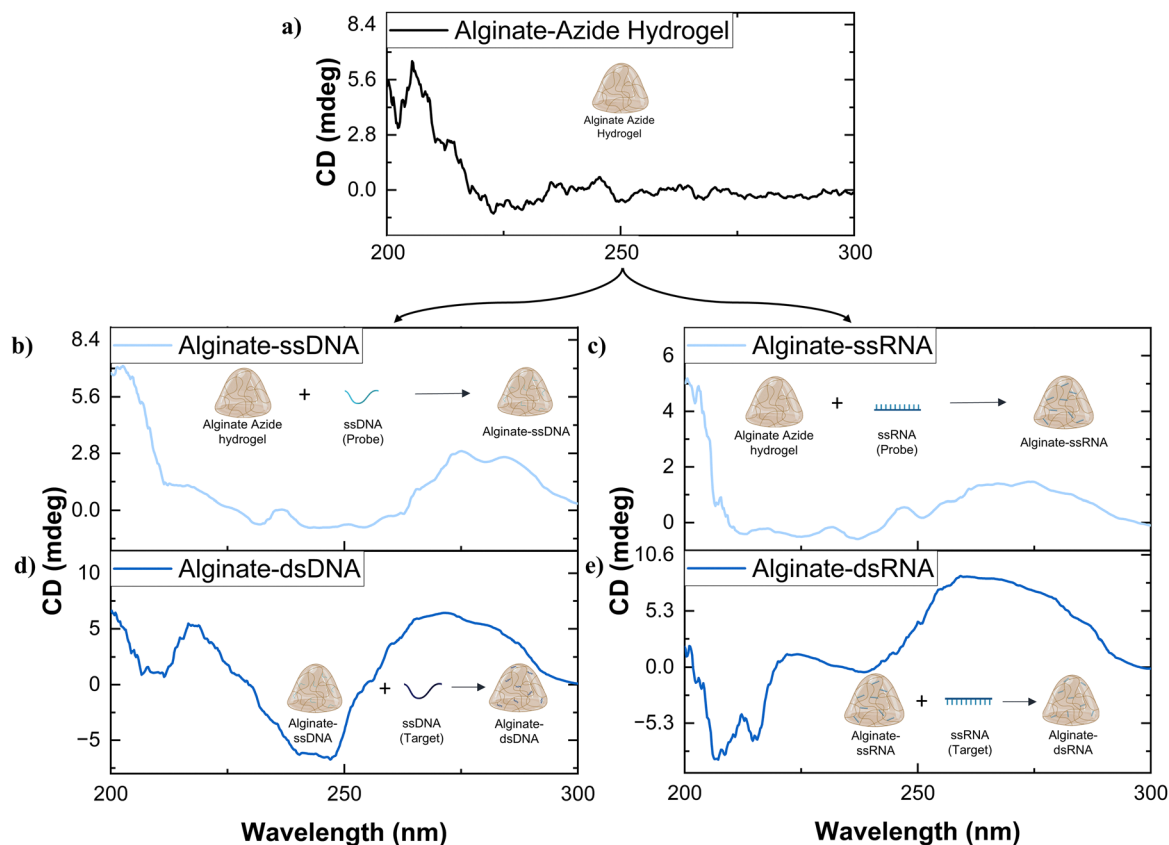 a)
Alginate-Azide Hydrogel
CD (mdeg)
8.4
5.6
2.8
0.0
Alginate Azide
Hydrogel
200
250
300
b)
Alginate-ssDNA
8.4
5.6
2.8
0.0
+
Alginate Azide
hydrogel
ssDNA
(Probe)
Alginate-ssDNA
c)
Alginate-ssRNA
6
4
2
0
+
Alginate Azide
hydrogel
ssRNA
(Probe)
Alginate-ssRNA
CD (mdeg)
d)
Alginate-dsDNA
10
5
0
−5
+
Alginate-
ssDNA
ssDNA
(Target)
Alginate-
dsDNA
200
250
300
Wavelength (nm)
CD (mdeg)
e)
Alginate-dsRNA
10.6
5.3
0.0
−5.3
+
Alginate-
ssRNA
ssRNA
(Target)
Alginate-
dsRNA
200
250
300
Wavelength (nm)